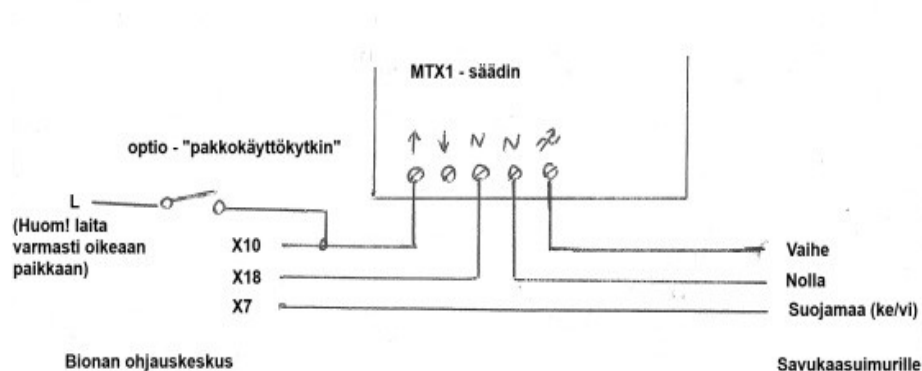 MTX1 - säädin
optio - "pakkokäyttökytkin"
↑ ↓ N N
L
(Huom! laita
varmasti oikeaan
paikkaan)
X10
X18
X7
Vaihe
Nolla
Suojamaa (ke/vi)
Bionan ohjauskeskus
Savukaasuimurille